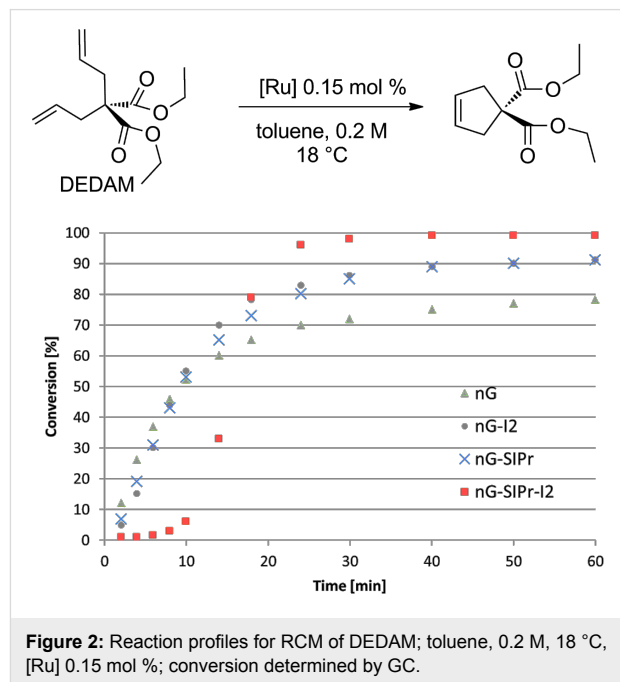 O
O
O
O
DEDAM
[Ru] 0.15 mol %
toluene, 0.2 M
18 °C
O
O
O
O
Conversion [%]
100
90
80
70
60
50
40
30
20
10
0
nG
nG-I2
nG-SIPr
nG-SIPr-I2
0 10 20 30 40 50 60
Time [min]
Figure 2: Reaction profiles for RCM of DEDAM; toluene, 0.2 M, 18 °C,
[Ru] 0.15 mol %; conversion determined by GC.